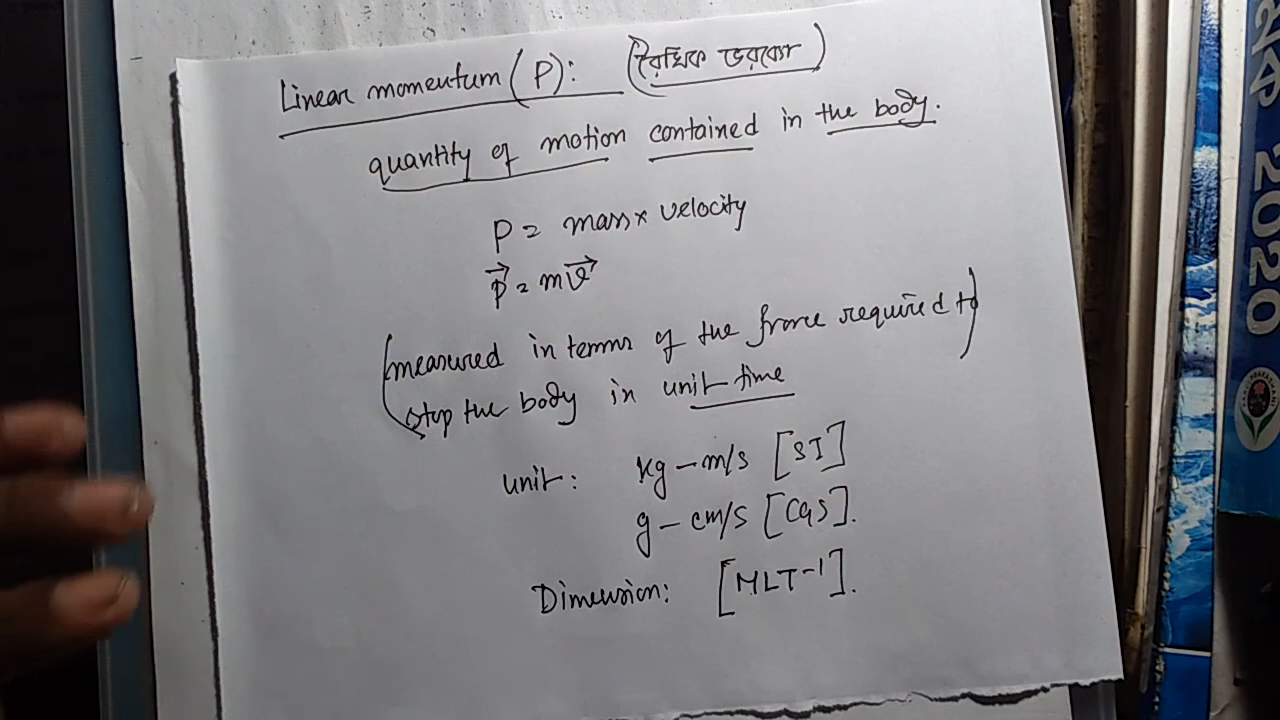 Linear momentum (P): (রৈখিক ভরবেগ)
quantity of motion contained in the body.
P = mass x velocity
p⃗ = mv⃗
(measured in terms of the force required to
stop the body in unit time)
unit: kg-m/s [SI]
g-cm/s [CGS].
Dimension: [MLT-1].
2020